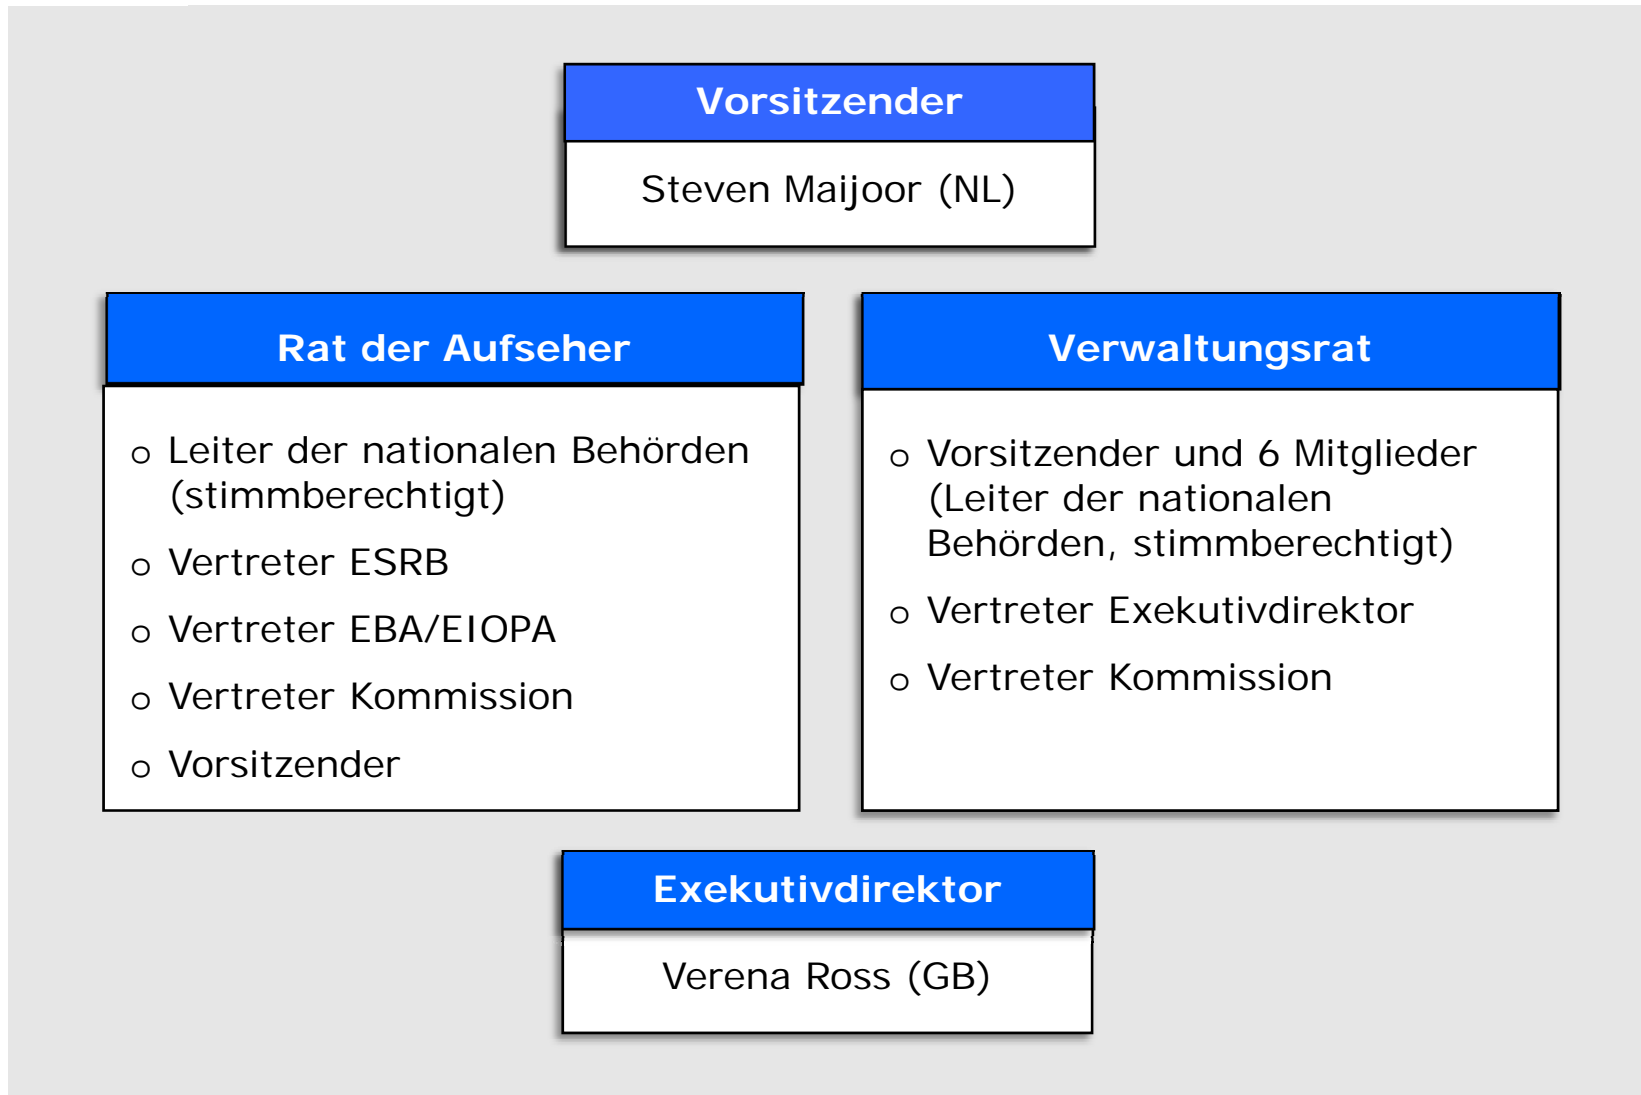 Vorsitzender
Steven Maijoor (NL)
Rat der Aufseher
o Leiter der nationalen Behörden
(stimmberechtigt)
o Vertreter ESRB
o Vertreter EBA/EIOPA
o Vertreter Kommission
o Vorsitzender
Verwaltungsrat
o Vorsitzender und 6 Mitglieder
(Leiter der nationalen
Behörden, stimmberechtigt)
o Vertreter Exekutivdirektor
o Vertreter Kommission
Exekutivdirektor
Verena Ross (GB)